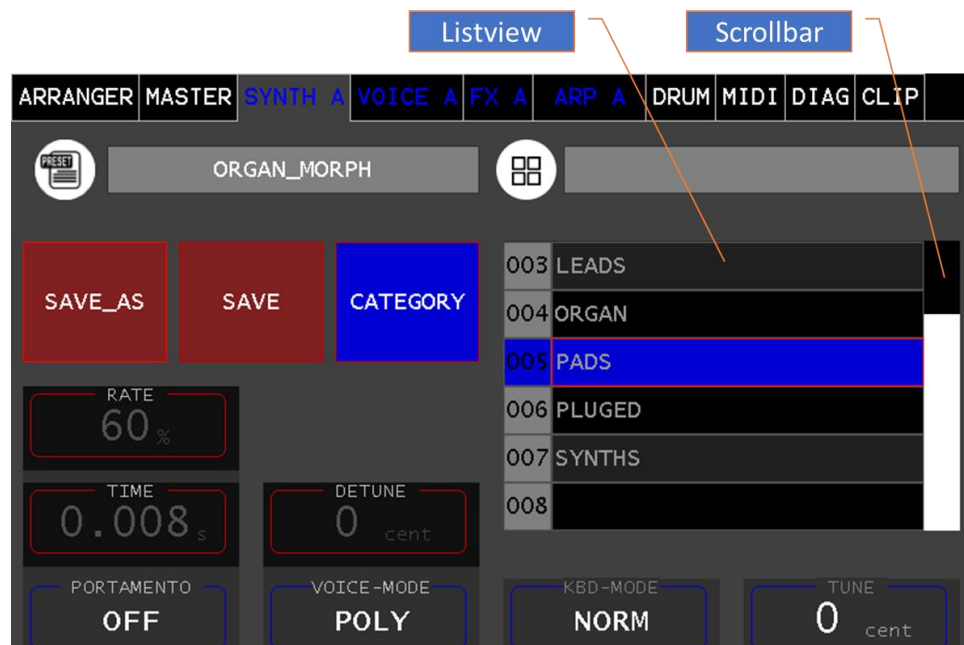 Listview Scrollbar
ARRANGER MASTER SYNTH A VOICE A FX A ARP A DRUM MIDI DIAG CLIP
PRESET ORGAN_MORPH
003 LEADS
SAVE_AS SAVE CATEGORY
004 ORGAN
005 PADS
006 PLUGED
RATE
60 %
007 SYNTHS
TIME DETUNE
008
0.008 s 0 cent
PORTAMENTO VOICE-MODE KBD-MODE TUNE
OFF POLY NORM 0 cent